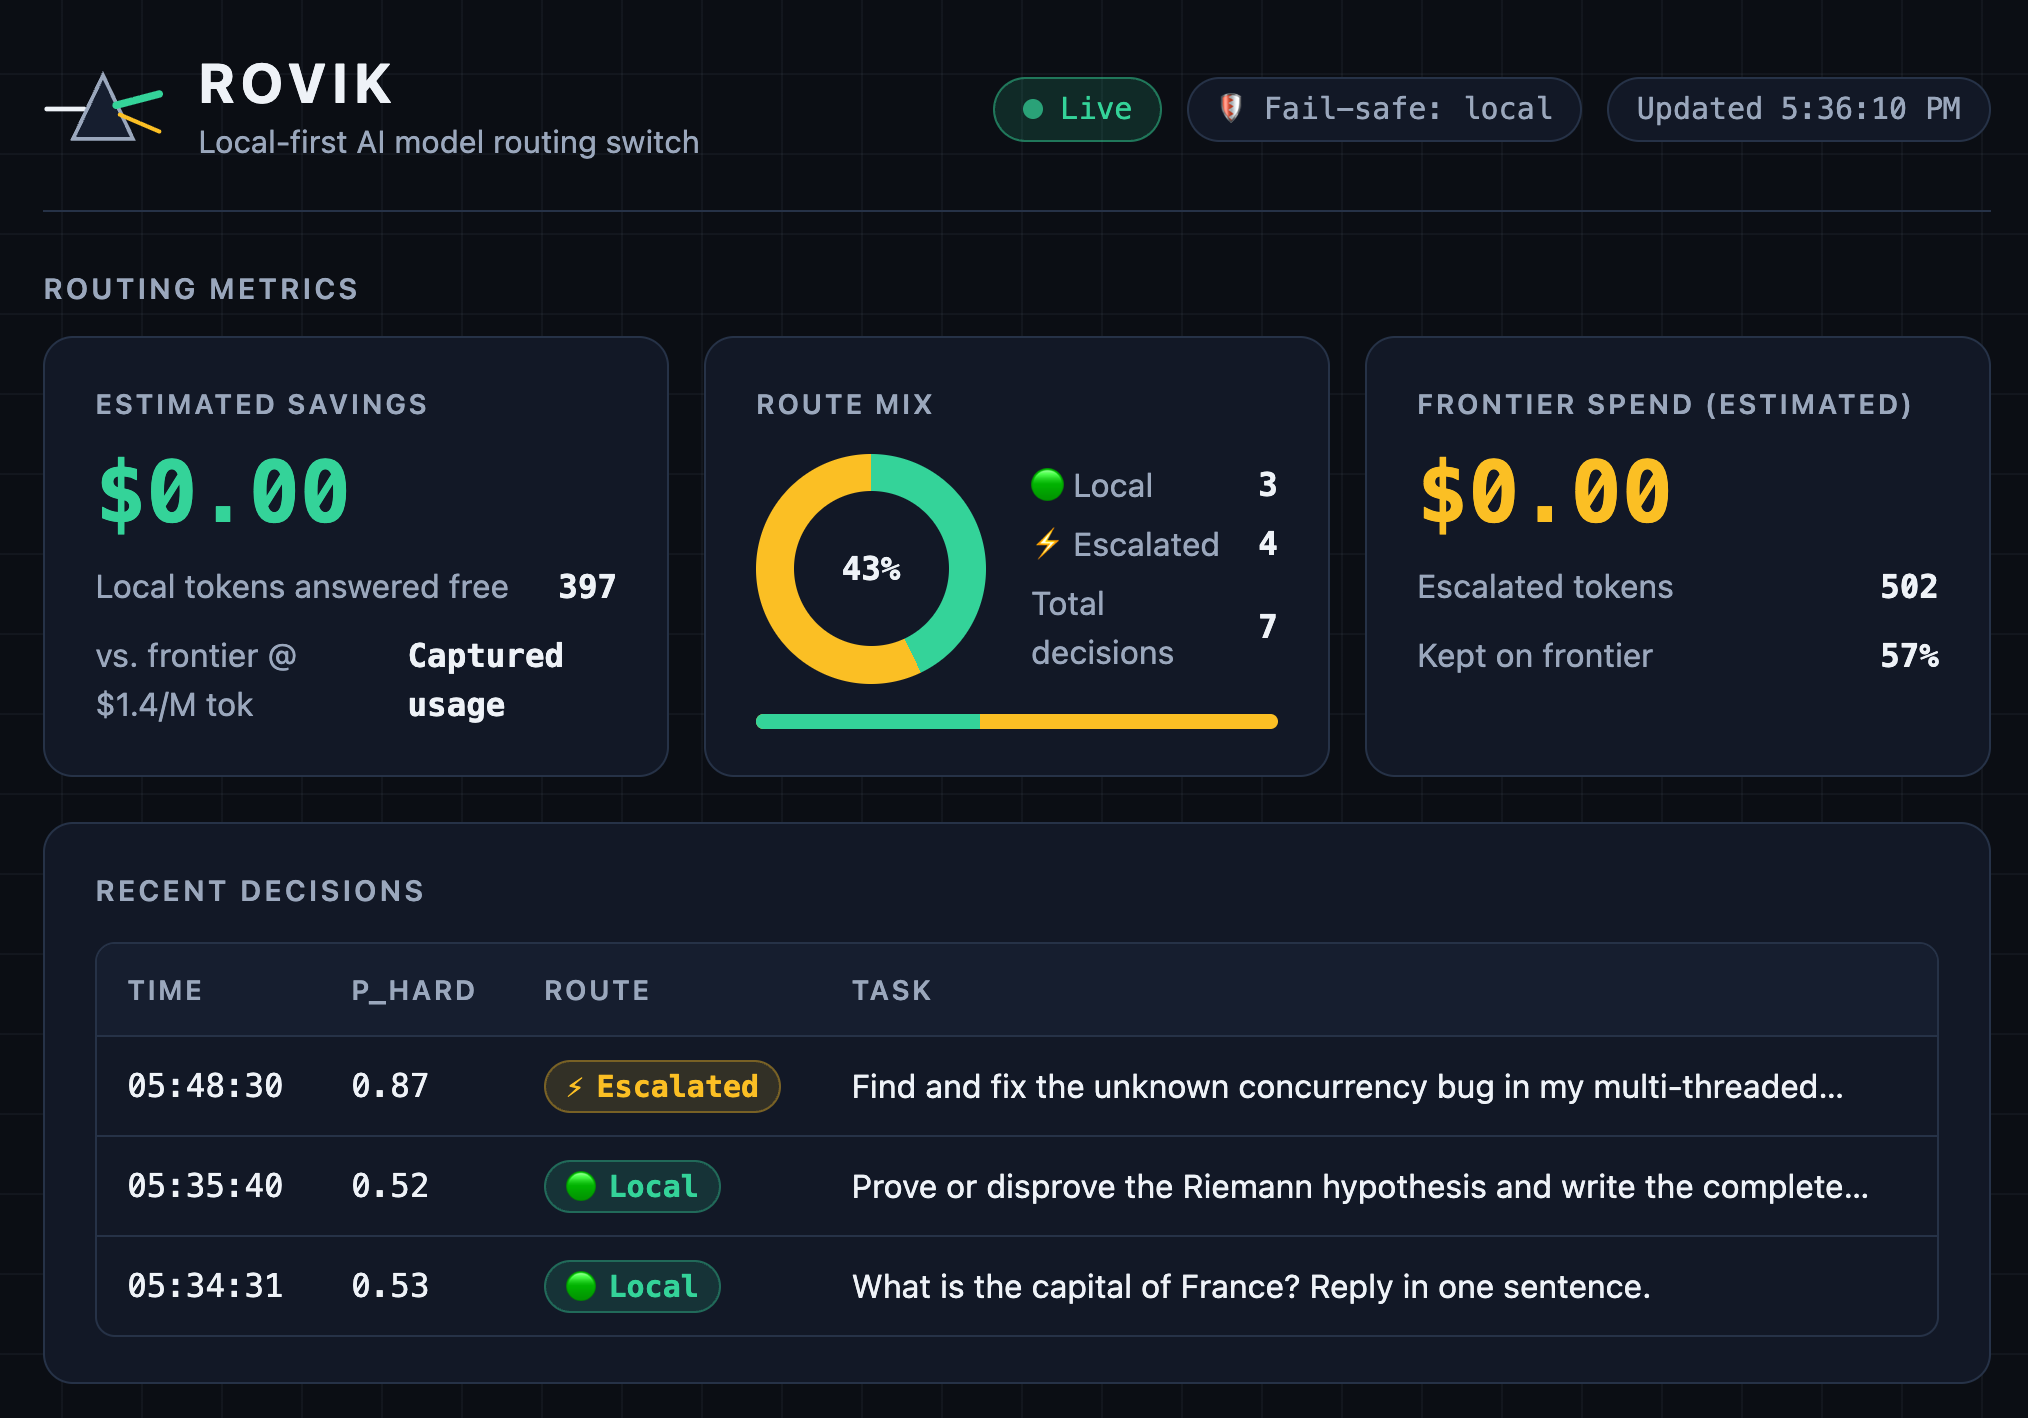 ROVIK
Local-first AI model routing switch
Live
Fail-safe: local
Updated 5:36:10 PM
ROUTING METRICS
ESTIMATED SAVINGS
$0.00
Local tokens answered free 397
vs. frontier @
$1.4/M tok
Captured
usage
ROUTE MIX
43%
Local 3
Escalated 4
Total
decisions
7
FRONTIER SPEND (ESTIMATED)
$0.00
Escalated tokens 502
Kept on frontier 57%
RECENT DECISIONS
TIME P_HARD ROUTE TASK
05:48:30 0.87 ⚡ Escalated Find and fix the unknown concurrency bug in my multi-threaded...
05:35:40 0.52 Local Prove or disprove the Riemann hypothesis and write the complete...
05:34:31 0.53 Local What is the capital of France? Reply in one sentence.